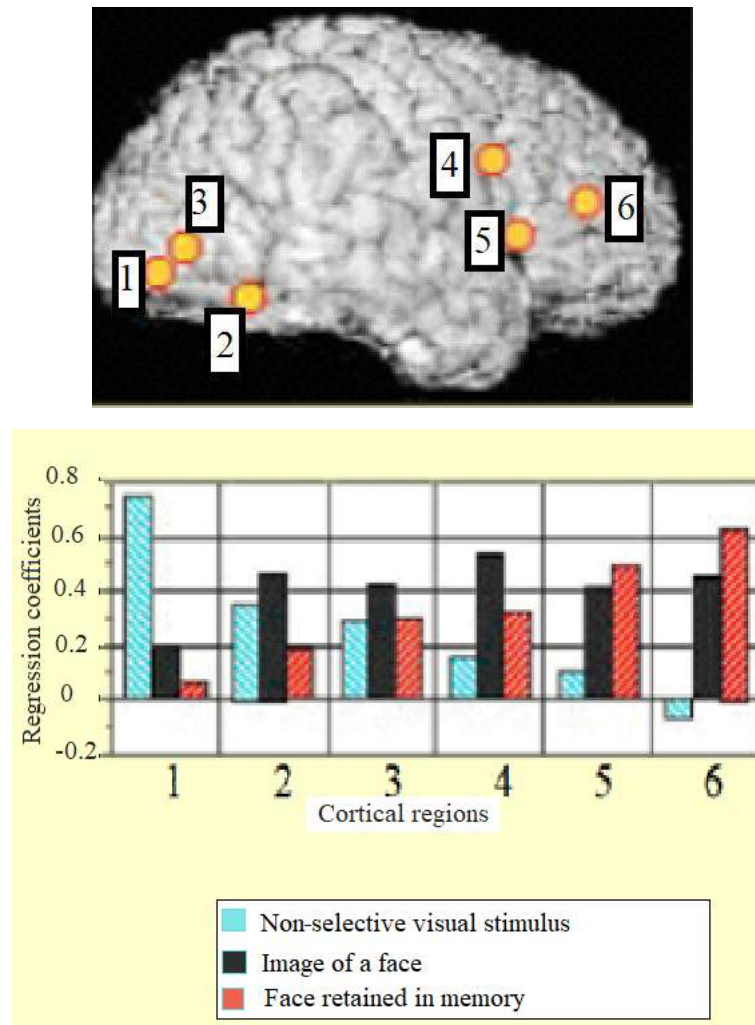 4
3
6
5
1
2
0.8
0.6
0.4
0.2
0
-0.2
Regression coefficients
1 2 3 4 5 6
Cortical regions
Non-selective visual stimulus
Image of a face
Face retained in memory